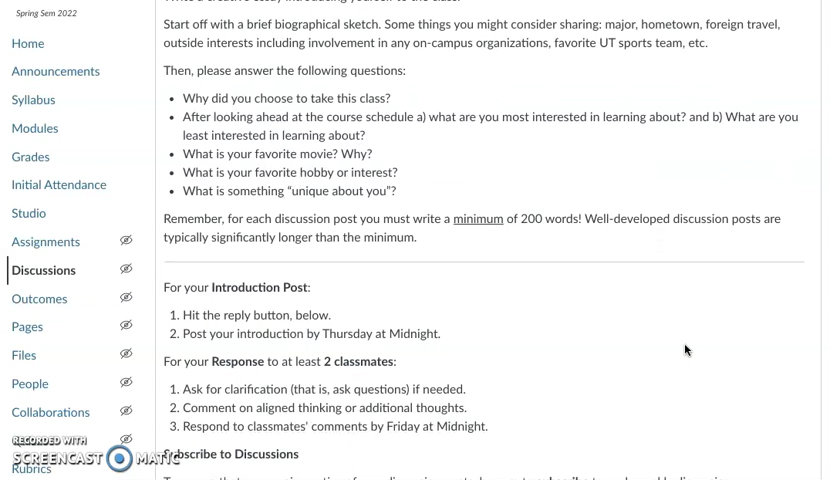 Spring Sem 2022
Home
Announcements
Syllabus
Modules
Grades
Initial Attendance
Studio
Assignments
Discussions
Outcomes
Pages
Files
People
Collaborations
Rubrics
RECORDED WITH
SCREENCAST MATIC
Start off with a brief biographical sketch. Some things you might consider sharing: major, hometown, foreign travel,
outside interests including involvement in any on-campus organizations, favorite UT sports team, etc.
Then, please answer the following questions:
• Why did you choose to take this class?
• After looking ahead at the course schedule a) what are you most interested in learning about? and b) What are you
least interested in learning about?
• What is your favorite movie? Why?
• What is your favorite hobby or interest?
• What is something “unique about you”?
Remember, for each discussion post you must write a minimum of 200 words! Well-developed discussion posts are
typically significantly longer than the minimum.
For your Introduction Post:
1. Hit the reply button, below.
2. Post your introduction by Thursday at Midnight.
For your Response to at least 2 classmates:
1. Ask for clarification (that is, ask questions) if needed.
2. Comment on aligned thinking or additional thoughts.
3. Respond to classmates' comments by Friday at Midnight.
Subscribe to Discussions